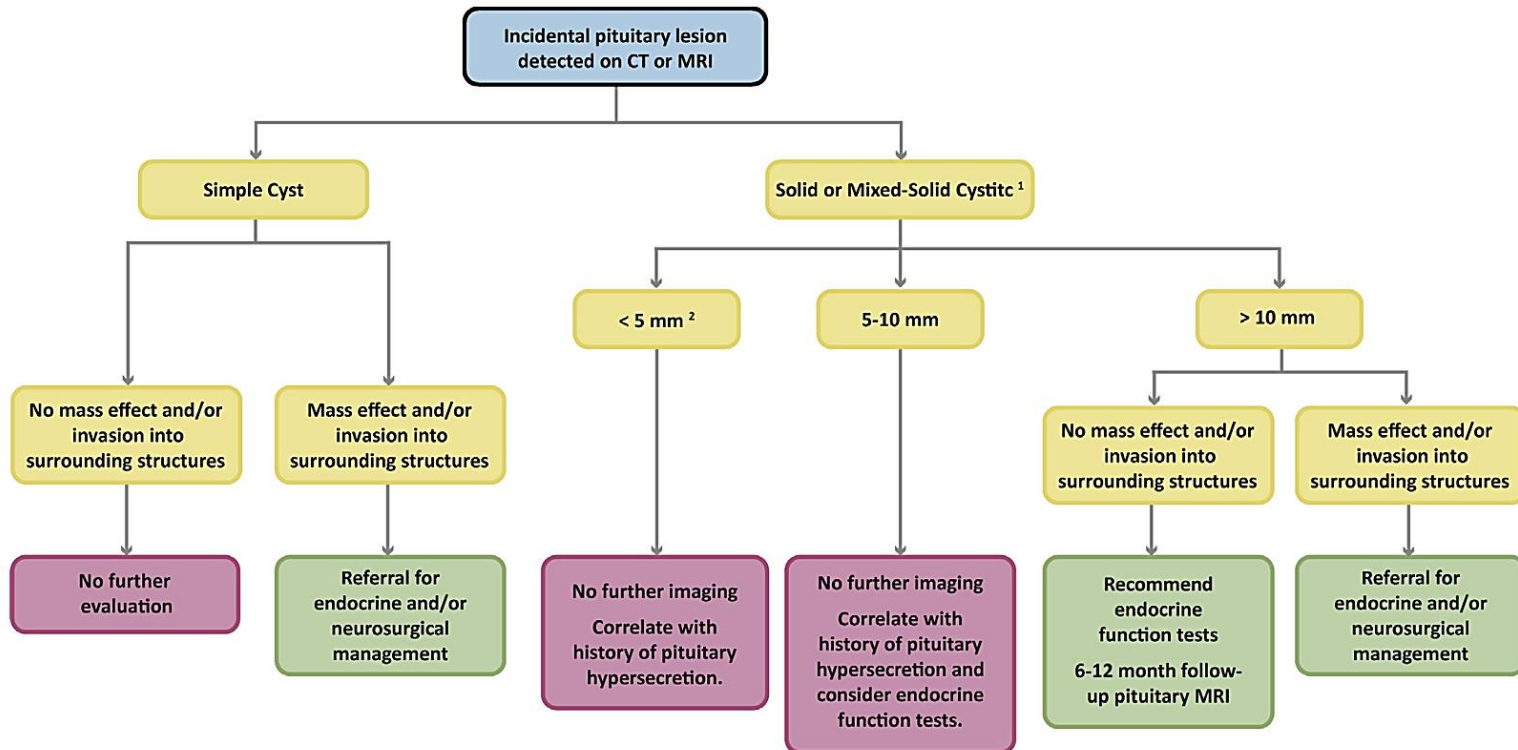 Incidental pituitary lesion
detected on CT or MRI
Simple Cyst
Solid or Mixed-Solid Cystitc ¹
< 5 mm ²
5-10 mm
> 10 mm
No mass effect and/or
invasion into
surrounding structures
Mass effect and/or
invasion into
surrounding structures
No mass effect and/or
invasion into
surrounding structures
Mass effect and/or
invasion into
surrounding structures
No further
evaluation
Referral for
endocrine and/or
neurosurgical
management
No further imaging
Correlate with
history of pituitary
hypersecretion.
No further imaging
Correlate with
history of pituitary
hypersecretion and
consider endocrine
function tests.
Recommend
endocrine
function tests
6-12 month follow-
up pituitary MRI
Referral for
endocrine and/or
neurosurgical
management